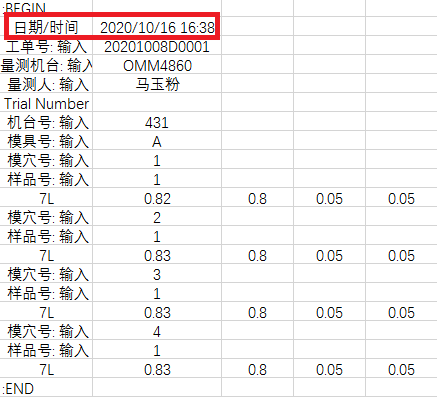 :BEGIN
日期/时间 2020/10/16 16:38
工单号: 输入 20201008D0001
量测机台: 输入 OMM4860
量测人: 输入 马玉粉
Trial Number
机台号: 输入 431
模具号: 输入 A
模穴号: 输入 1
样品号: 输入 1
7L 0.82 0.8 0.05 0.05
模穴号: 输入 2
样品号: 输入 1
7L 0.83 0.8 0.05 0.05
模穴号: 输入 3
样品号: 输入 1
7L 0.83 0.8 0.05 0.05
模穴号: 输入 4
样品号: 输入 1
7L 0.83 0.8 0.05 0.05
:END